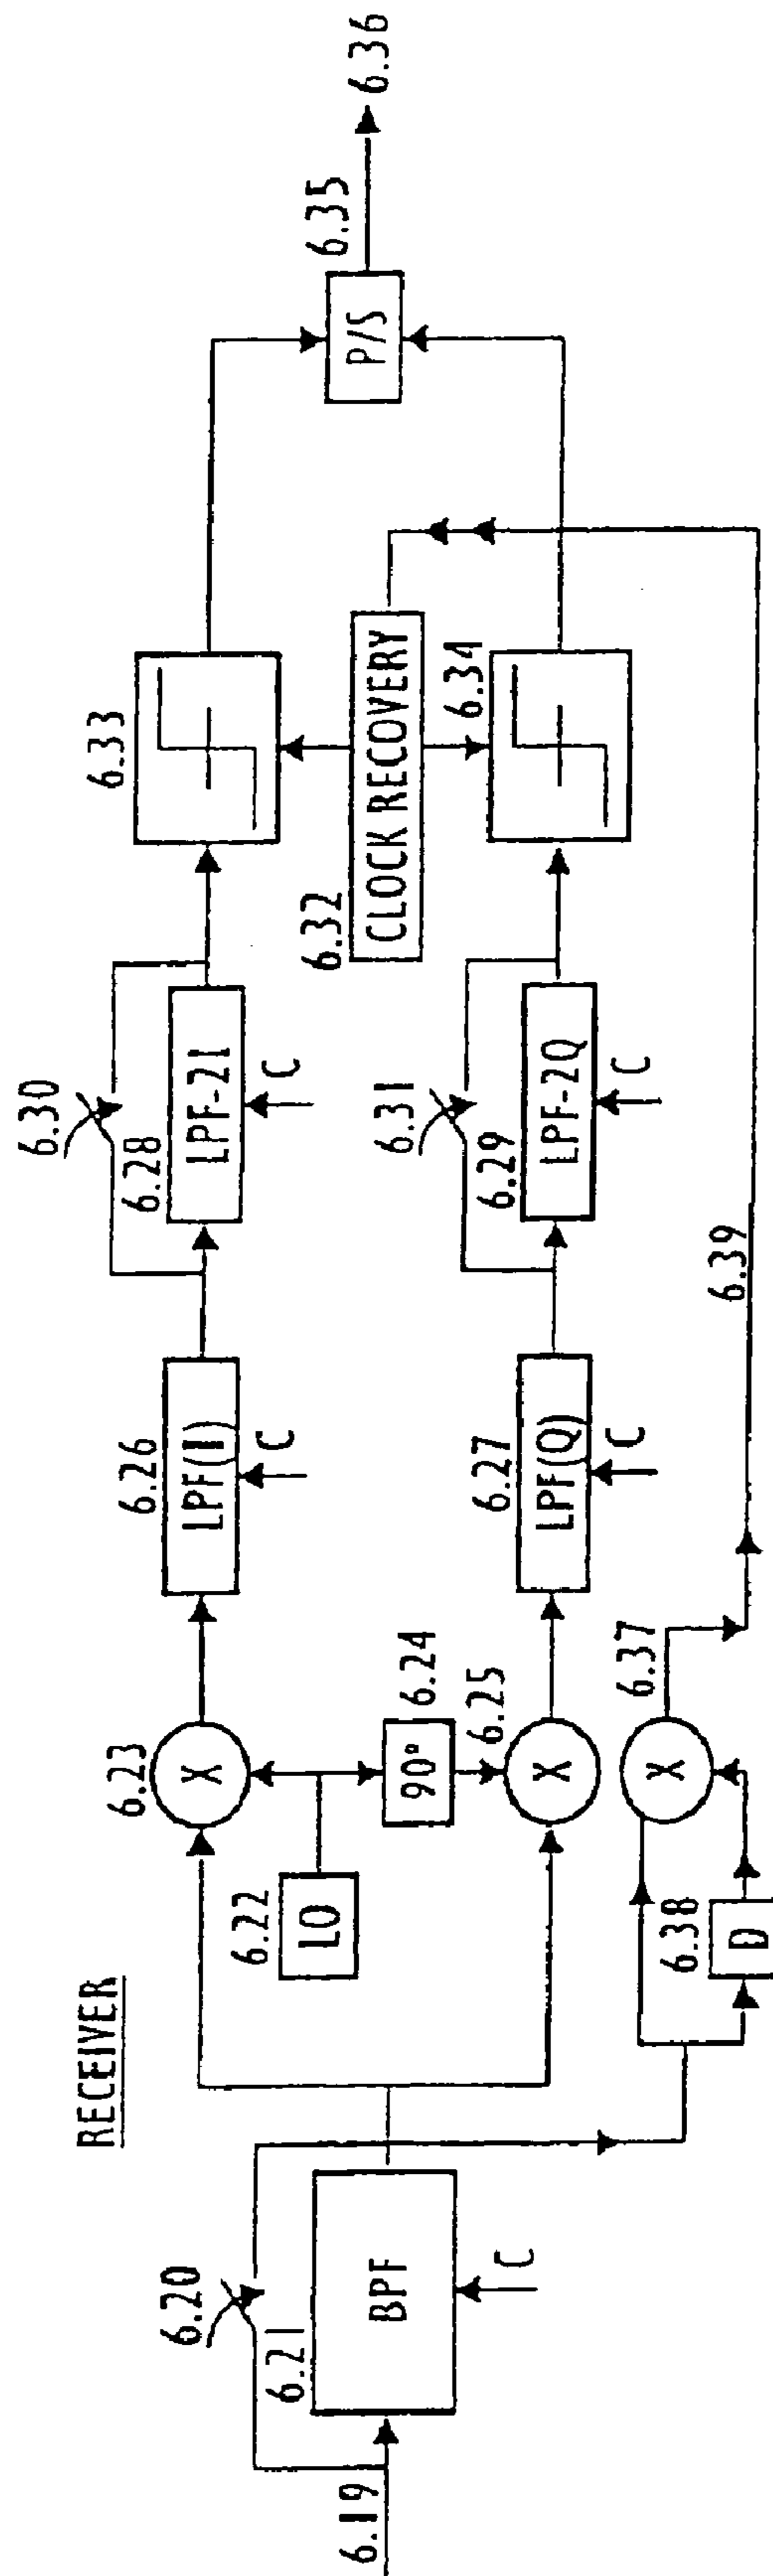 RECEIVER
6.19
6.20
6.21
BPF
C
6.22
LO
6.23
X
6.24
90°
6.25
X
6.26
LPF(I)
C
6.27
LPF(Q)
C
6.28
LPF-2I
C
6.29
LPF-2Q
C
6.30
6.31
6.32
CLOCK RECOVERY
6.33
6.34
P/S
6.35
6.36
6.37
X
6.38
D
6.39